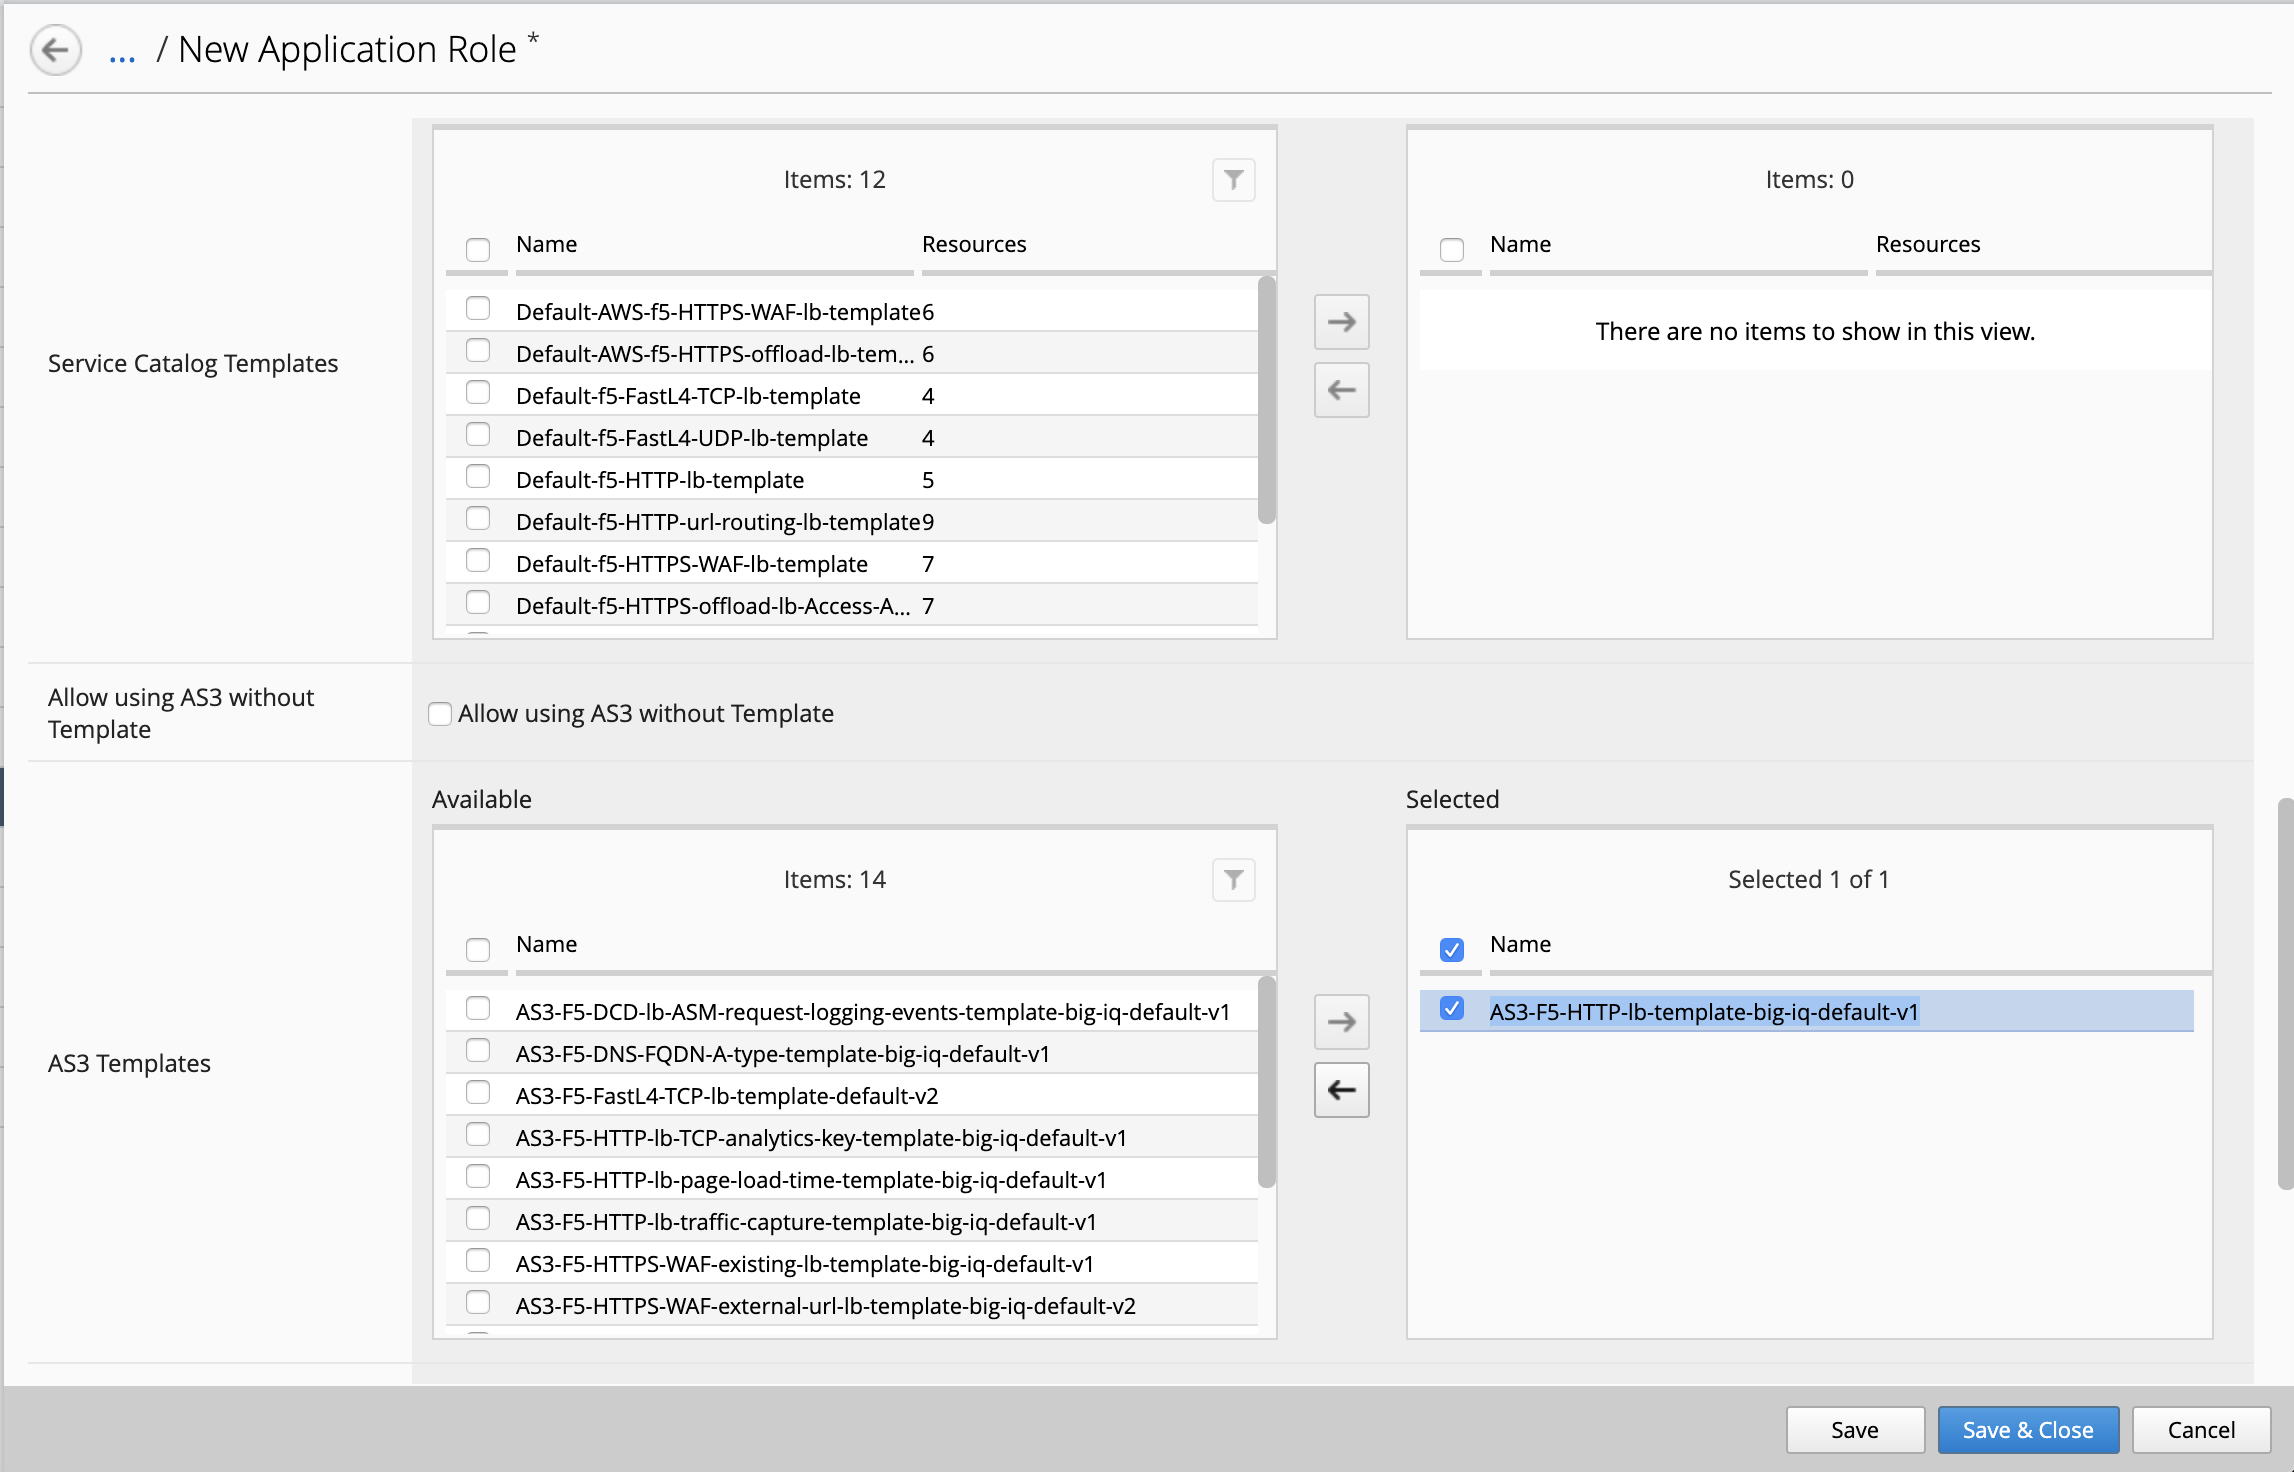 ... / New Application Role *
Service Catalog Templates
Items: 12
Name Resources
Default-AWS-f5-HTTPS-WAF-lb-template 6
Default-AWS-f5-HTTPS-offload-lb-tem... 6
Default-f5-FastL4-TCP-lb-template 4
Default-f5-FastL4-UDP-lb-template 4
Default-f5-HTTP-lb-template 5
Default-f5-HTTP-url-routing-lb-template 9
Default-f5-HTTPS-WAF-lb-template 7
Default-f5-HTTPS-offload-lb-Access-A... 7
Items: 0
Name Resources
There are no items to show in this view.
Allow using AS3 without
Template
Allow using AS3 without Template
AS3 Templates
Available
Items: 14
Name
AS3-F5-DCD-lb-ASM-request-logging-events-template-big-iq-default-v1
AS3-F5-DNS-FQDN-A-type-template-big-iq-default-v1
AS3-F5-FastL4-TCP-lb-template-default-v2
AS3-F5-HTTP-lb-TCP-analytics-key-template-big-iq-default-v1
AS3-F5-HTTP-lb-page-load-time-template-big-iq-default-v1
AS3-F5-HTTP-lb-traffic-capture-template-big-iq-default-v1
AS3-F5-HTTPS-WAF-existing-lb-template-big-iq-default-v1
AS3-F5-HTTPS-WAF-external-url-lb-template-big-iq-default-v2
Selected
Selected 1 of 1
Name
AS3-F5-HTTP-lb-template-big-iq-default-v1
Save Save & Close Cancel